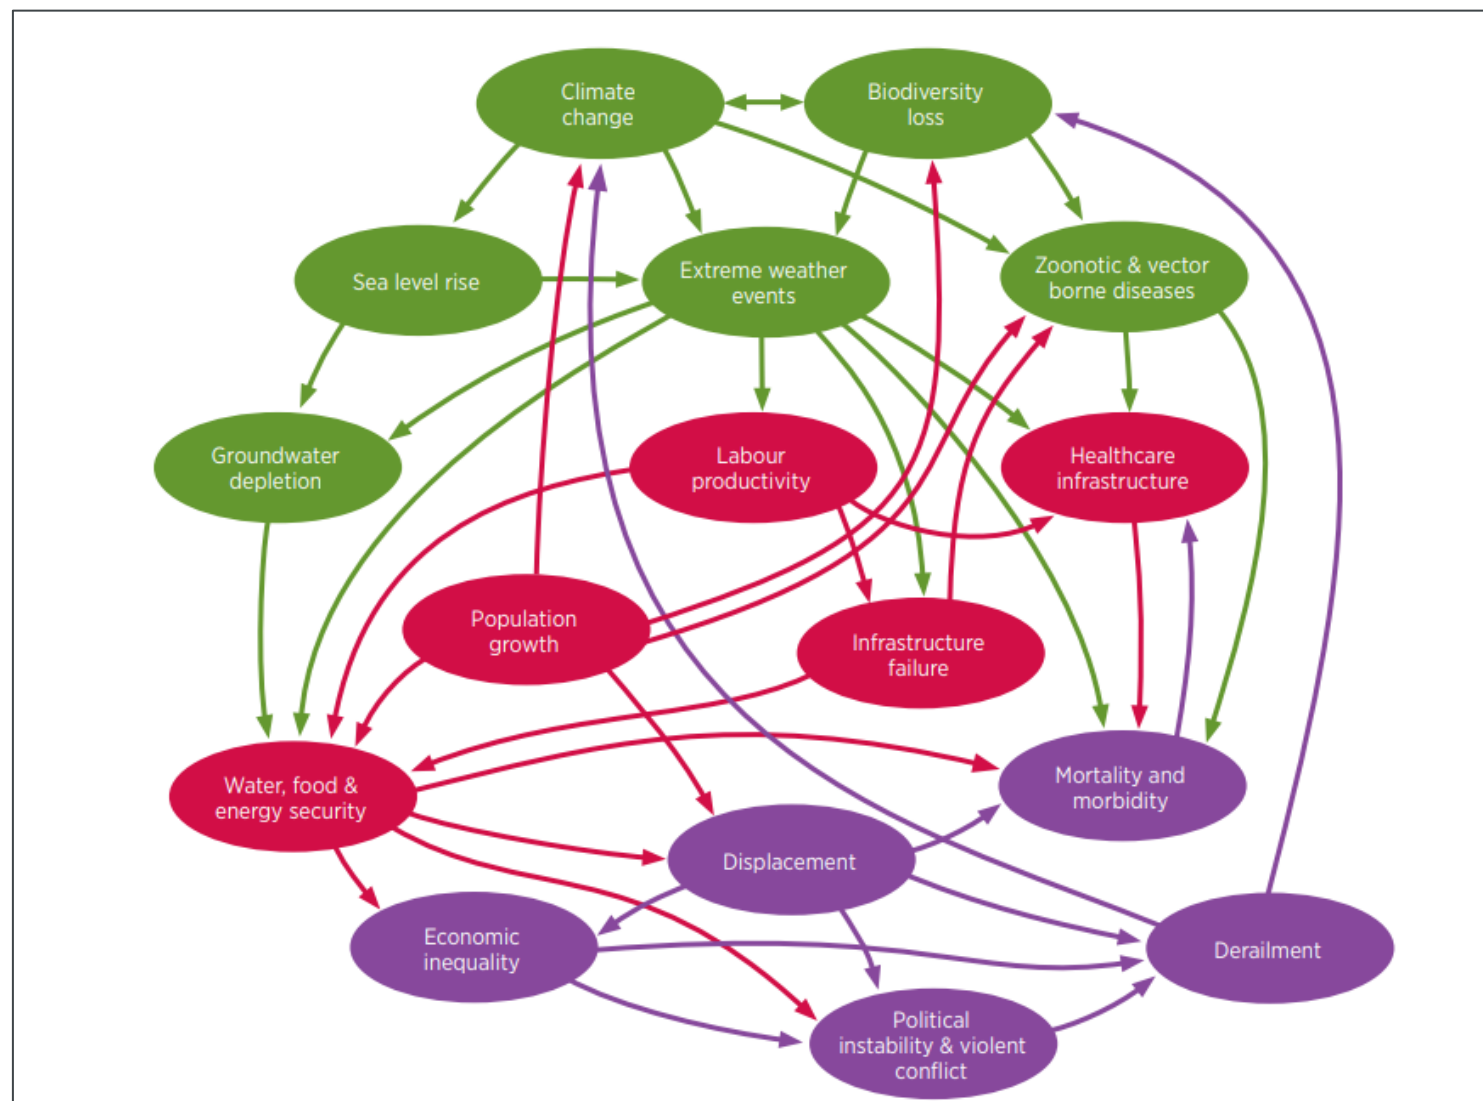 Climate
change
Biodiversity
loss
Sea level rise
Extreme weather
events
Zoonotic & vector
borne diseases
Groundwater
depletion
Labour
productivity
Healthcare
infrastructure
Population
growth
Infrastructure
failure
Water, food &
energy security
Mortality and
morbidity
Displacement
Economic
inequality
Derailment
Political
instability & violent
conflict